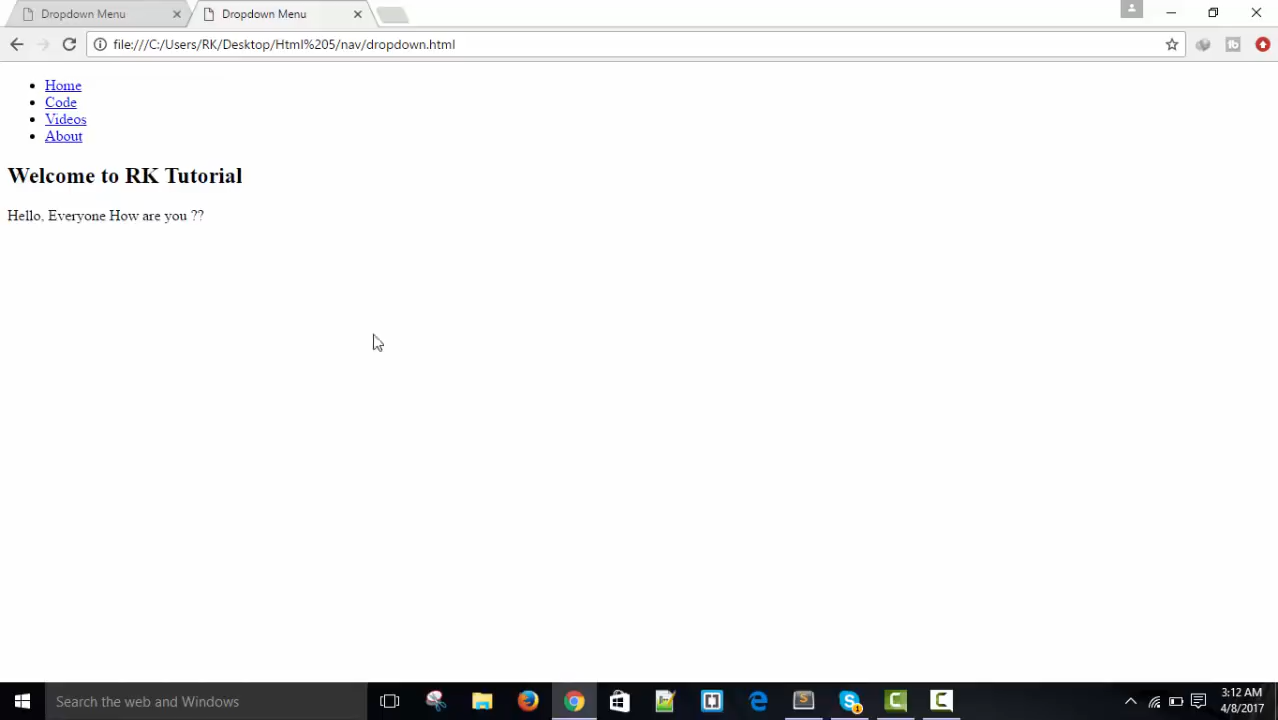 Dropdown Menu
Dropdown Menu
file:///C:/Users/RK/Desktop/Html%205/nav/dropdown.html
Home
Code
Videos
About
Welcome to RK Tutorial
Hello, Everyone How are you ??
Search the web and Windows
3:12 AM
4/8/2017